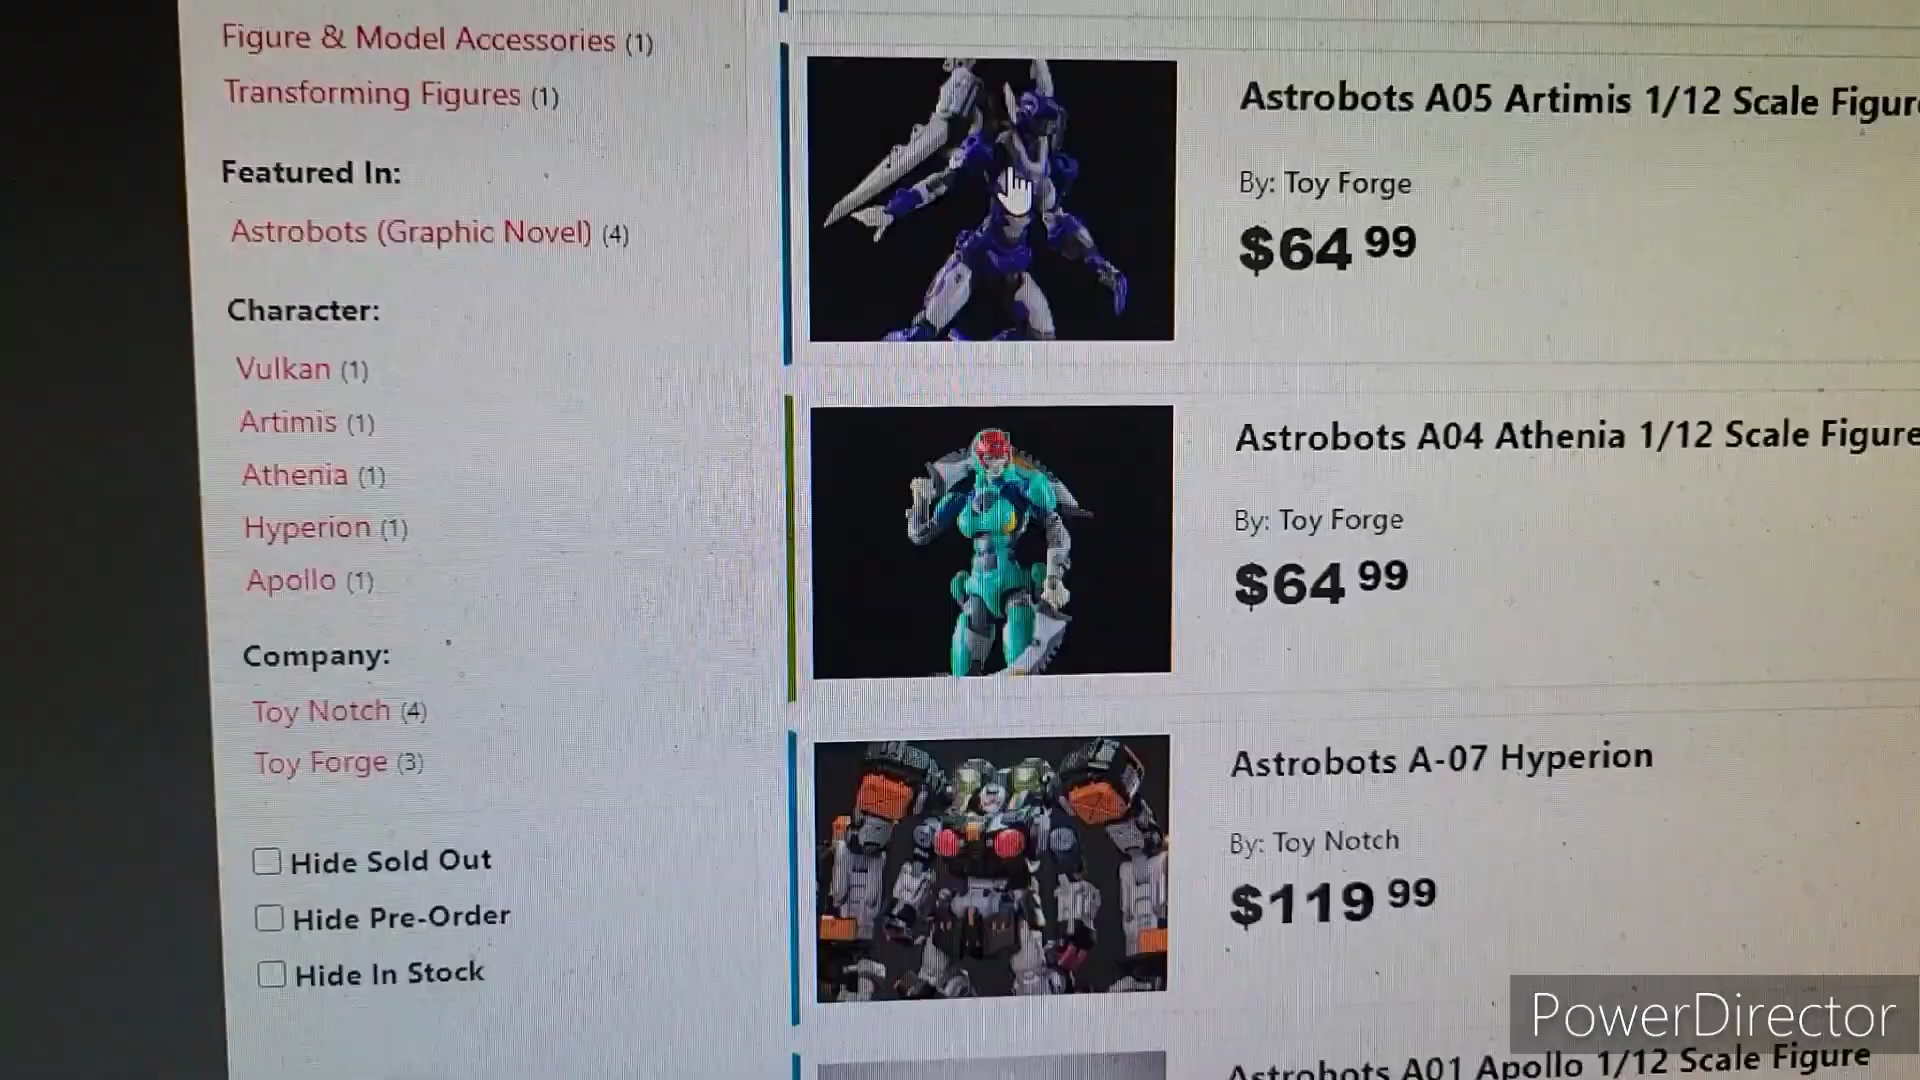 Figure & Model Accessories (1)
Transforming Figures (1)
Featured In:
Astrobots (Graphic Novel) (4)
Character:
Vulkan (1)
Artimis (1)
Athenia (1)
Hyperion (1)
Apollo (1)
Company:
Toy Notch (4)
Toy Forge (3)
Hide Sold Out
Hide Pre-Order
Hide In Stock
Astrobots A05 Artimis 1/12 Scale Figure
By: Toy Forge
$64 99
Astrobots A04 Athenia 1/12 Scale Figure
By: Toy Forge
$64 99
Astrobots A-07 Hyperion
By: Toy Notch
$119 99
Astrobots A01 Apollo 1/12 Scale Figure
PowerDirector